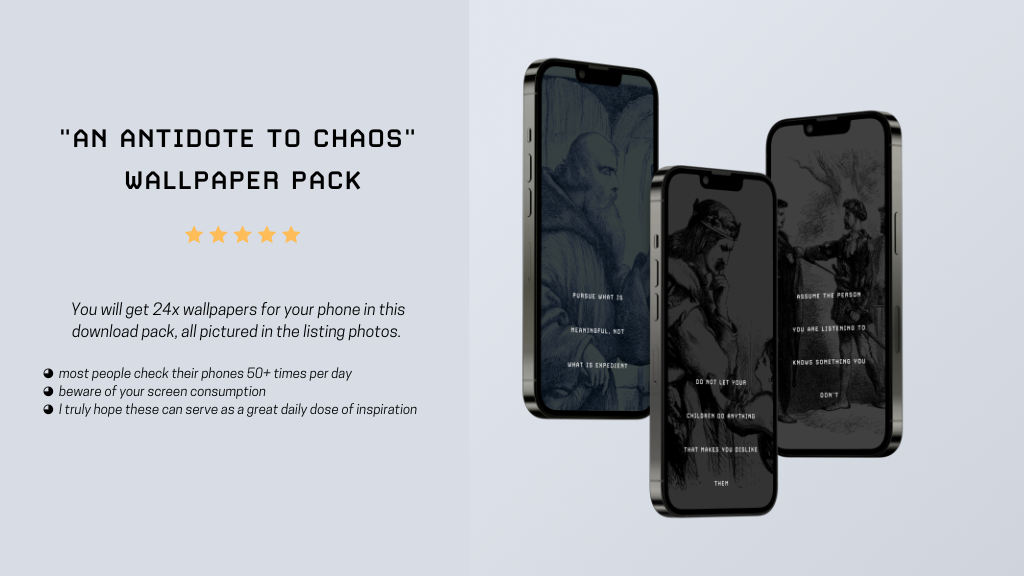 "AN ANTIDOTE TO CHAOS"
WALLPAPER PACK
You will get 24x wallpapers for your phone in this
download pack, all pictured in the listing photos.
most people check their phones 50+ times per day
beware of your screen consumption
I truly hope these can serve as a great daily dose of inspiration
PURSUE WHAT IS
MEANINGFUL, NOT
WHAT IS EXPEDIENT
DO NOT LET YOUR
CHILDREN DO ANYTHING
THAT MAKES YOU DISLIKE
THEM
ASSUME THE PERSON
YOU ARE LISTENING TO
KNOWS SOMETHING YOU
DON'T